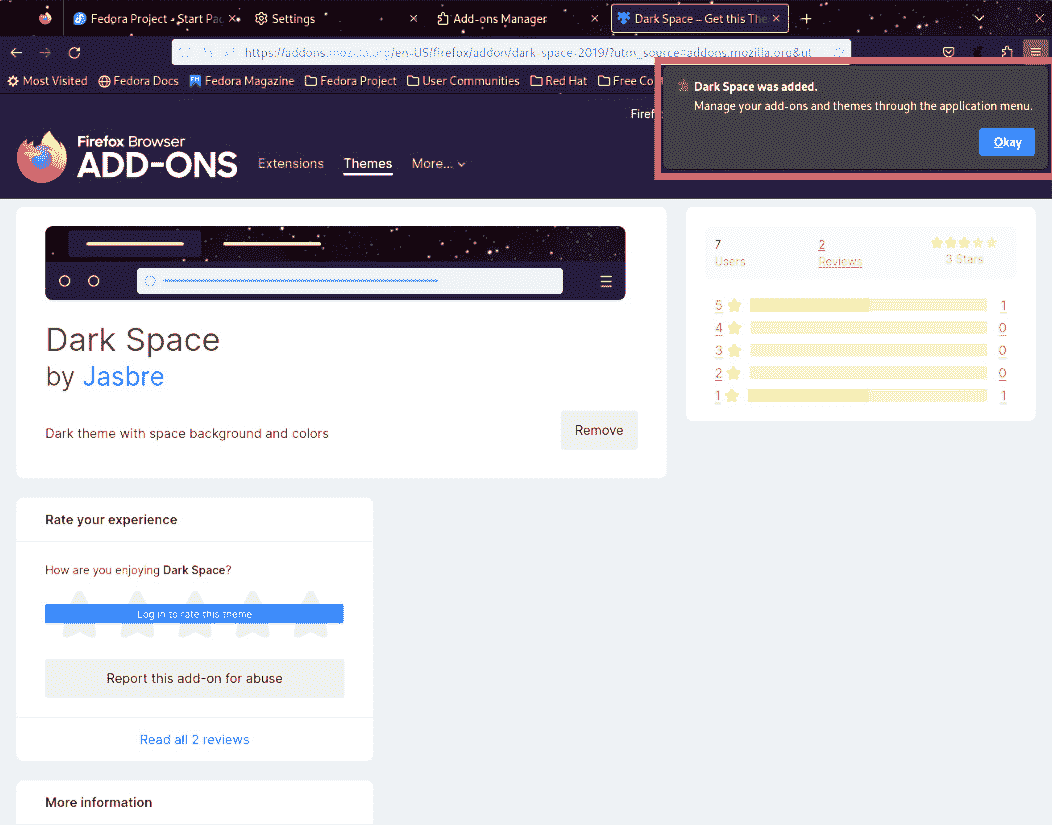 Fedora Project - Start Pa
Settings
Add-ons Manager
Dark Space – Get this The
https://addons.mozilla.org/en-US/firefox/addon/dark-space-2019/?utm_source=addons.mozilla.org&ut
Most Visited
Fedora Docs
Fedora Magazine
Fedora Project
User Communities
Red Hat
Free Co
Dark Space was added.
Manage your add-ons and themes through the application menu.
Okay
Firef
Firefox Browser
ADD-ONS
Extensions
Themes
More...
7
Users
2
Reviews
3 Stars
5 1
4 0
3 0
2 0
1 1
Dark Space
by Jasbre
Dark theme with space background and colors
Remove
Rate your experience
How are you enjoying Dark Space?
Log in to rate this theme
Report this add-on for abuse
Read all 2 reviews
More information